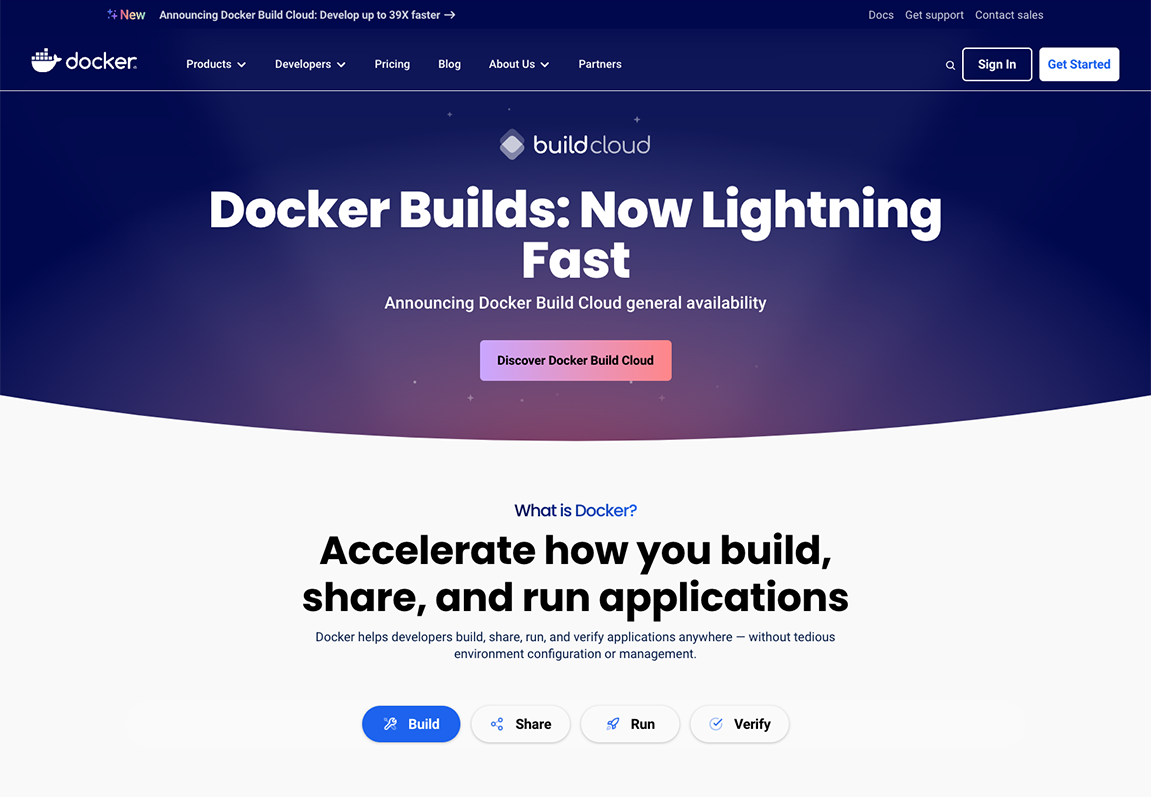 New Announcing Docker Build Cloud: Develop up to 39X faster →
Docs Get support Contact sales
docker
Products Developers Pricing Blog About Us Partners
Sign In Get Started
buildcloud
Docker Builds: Now Lightning
Fast
Announcing Docker Build Cloud general availability
Discover Docker Build Cloud
What is Docker?
Accelerate how you build,
share, and run applications
Docker helps developers build, share, run, and verify applications anywhere — without tedious
environment configuration or management.
Build Share Run Verify